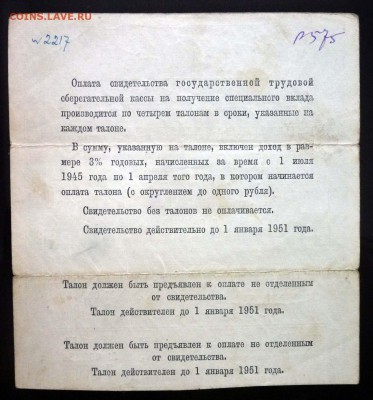 COINS.LAVE.RU
w2217
р575
Оплата свидетельства государственной трудовой
сберегательной кассы на получение специального вклада
производится по четырем талонам в сроки, указанные на
каждом талоне.
В сумму, указанную на талоне, включен доход в раз-
мере 3% годовых, начисленных за время с 1 июля
1945 года по 1 апреля того года, в котором начинается
оплата талона (с округлением до одного рубля).
Свидетельство без талонов не оплачивается.
Свидетельство действительно до 1 января 1951 года.
Талон должен быть предъявлен к оплате не отделенным
от свидетельства.
Талон действителен до 1 января 1951 года.
Талон должен быть предъявлен к оплате не отделенным
от свидетельства.
Талон действителен до 1 января 1951 года.